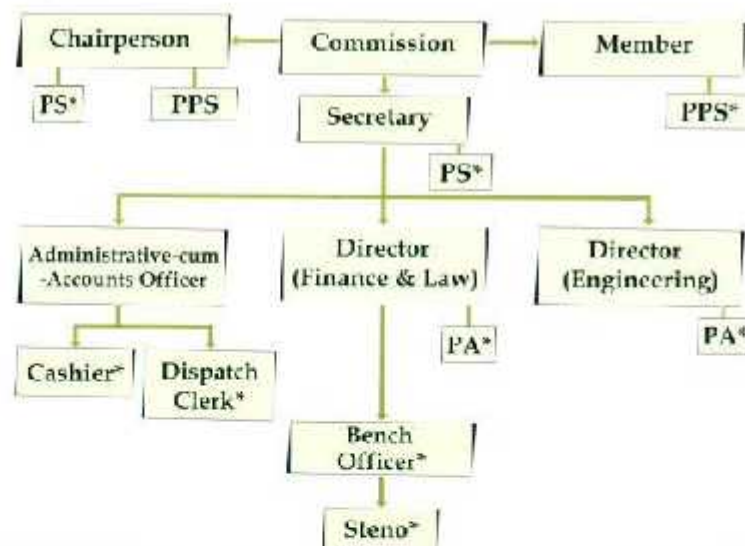 Chairperson
Commission
Member
PS*
PPS
PPS*
Secretary
PS*
Administrative-cum
-Accounts Officer
Director
(Finance & Law)
Director
(Engineering)
PA*
PA*
Cashier*
Dispatch
Clerk*
Bench
Officer*
Steno*